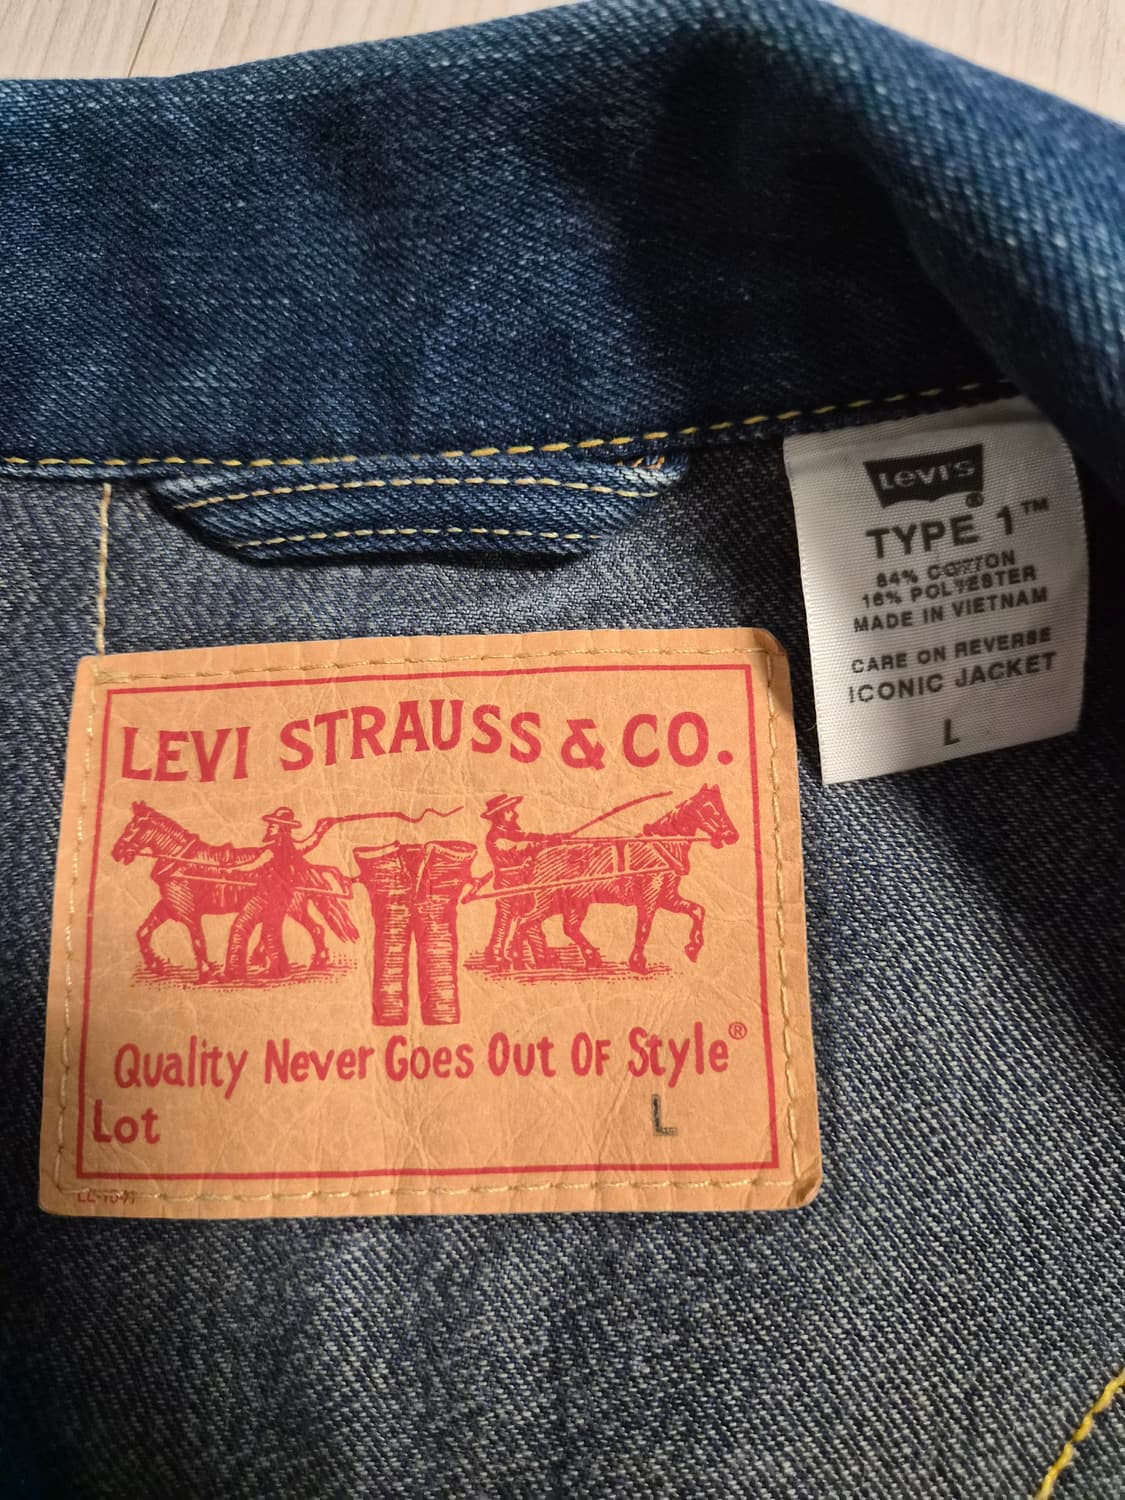 LEVI'S
®
TYPE 1™
84% COTTON
16% POLYESTER
MADE IN VIETNAM
CARE ON REVERSE
ICONIC JACKET
L
LEVI STRAUSS & CO.
Quality Never Goes Out OF Style®
Lot L